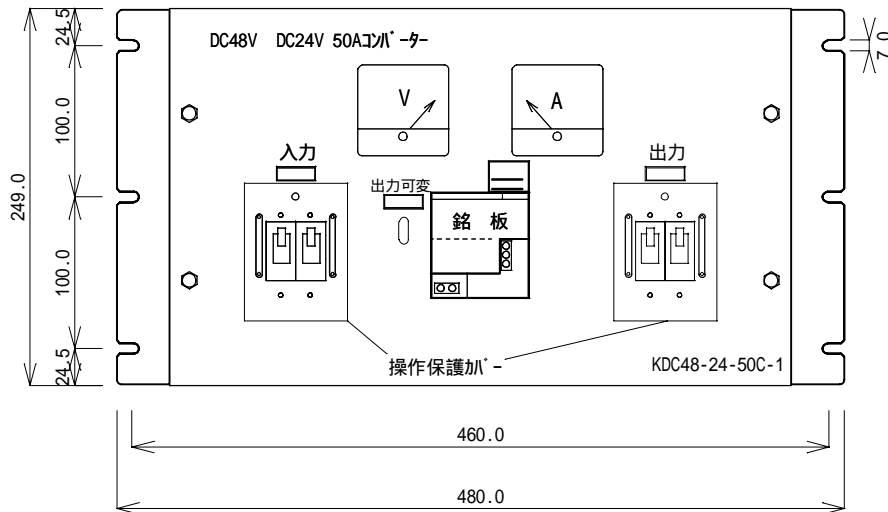 24.5
7.0
DC48V DC24V 50Aｺﾝﾊﾞｰﾀｰ
V
A
100.0
入力
出力
出力可変
249.0
銘 板
100.0
操作保護ｶﾊﾞｰ
KDC48-24-50C-1
24.5
460.0
480.0